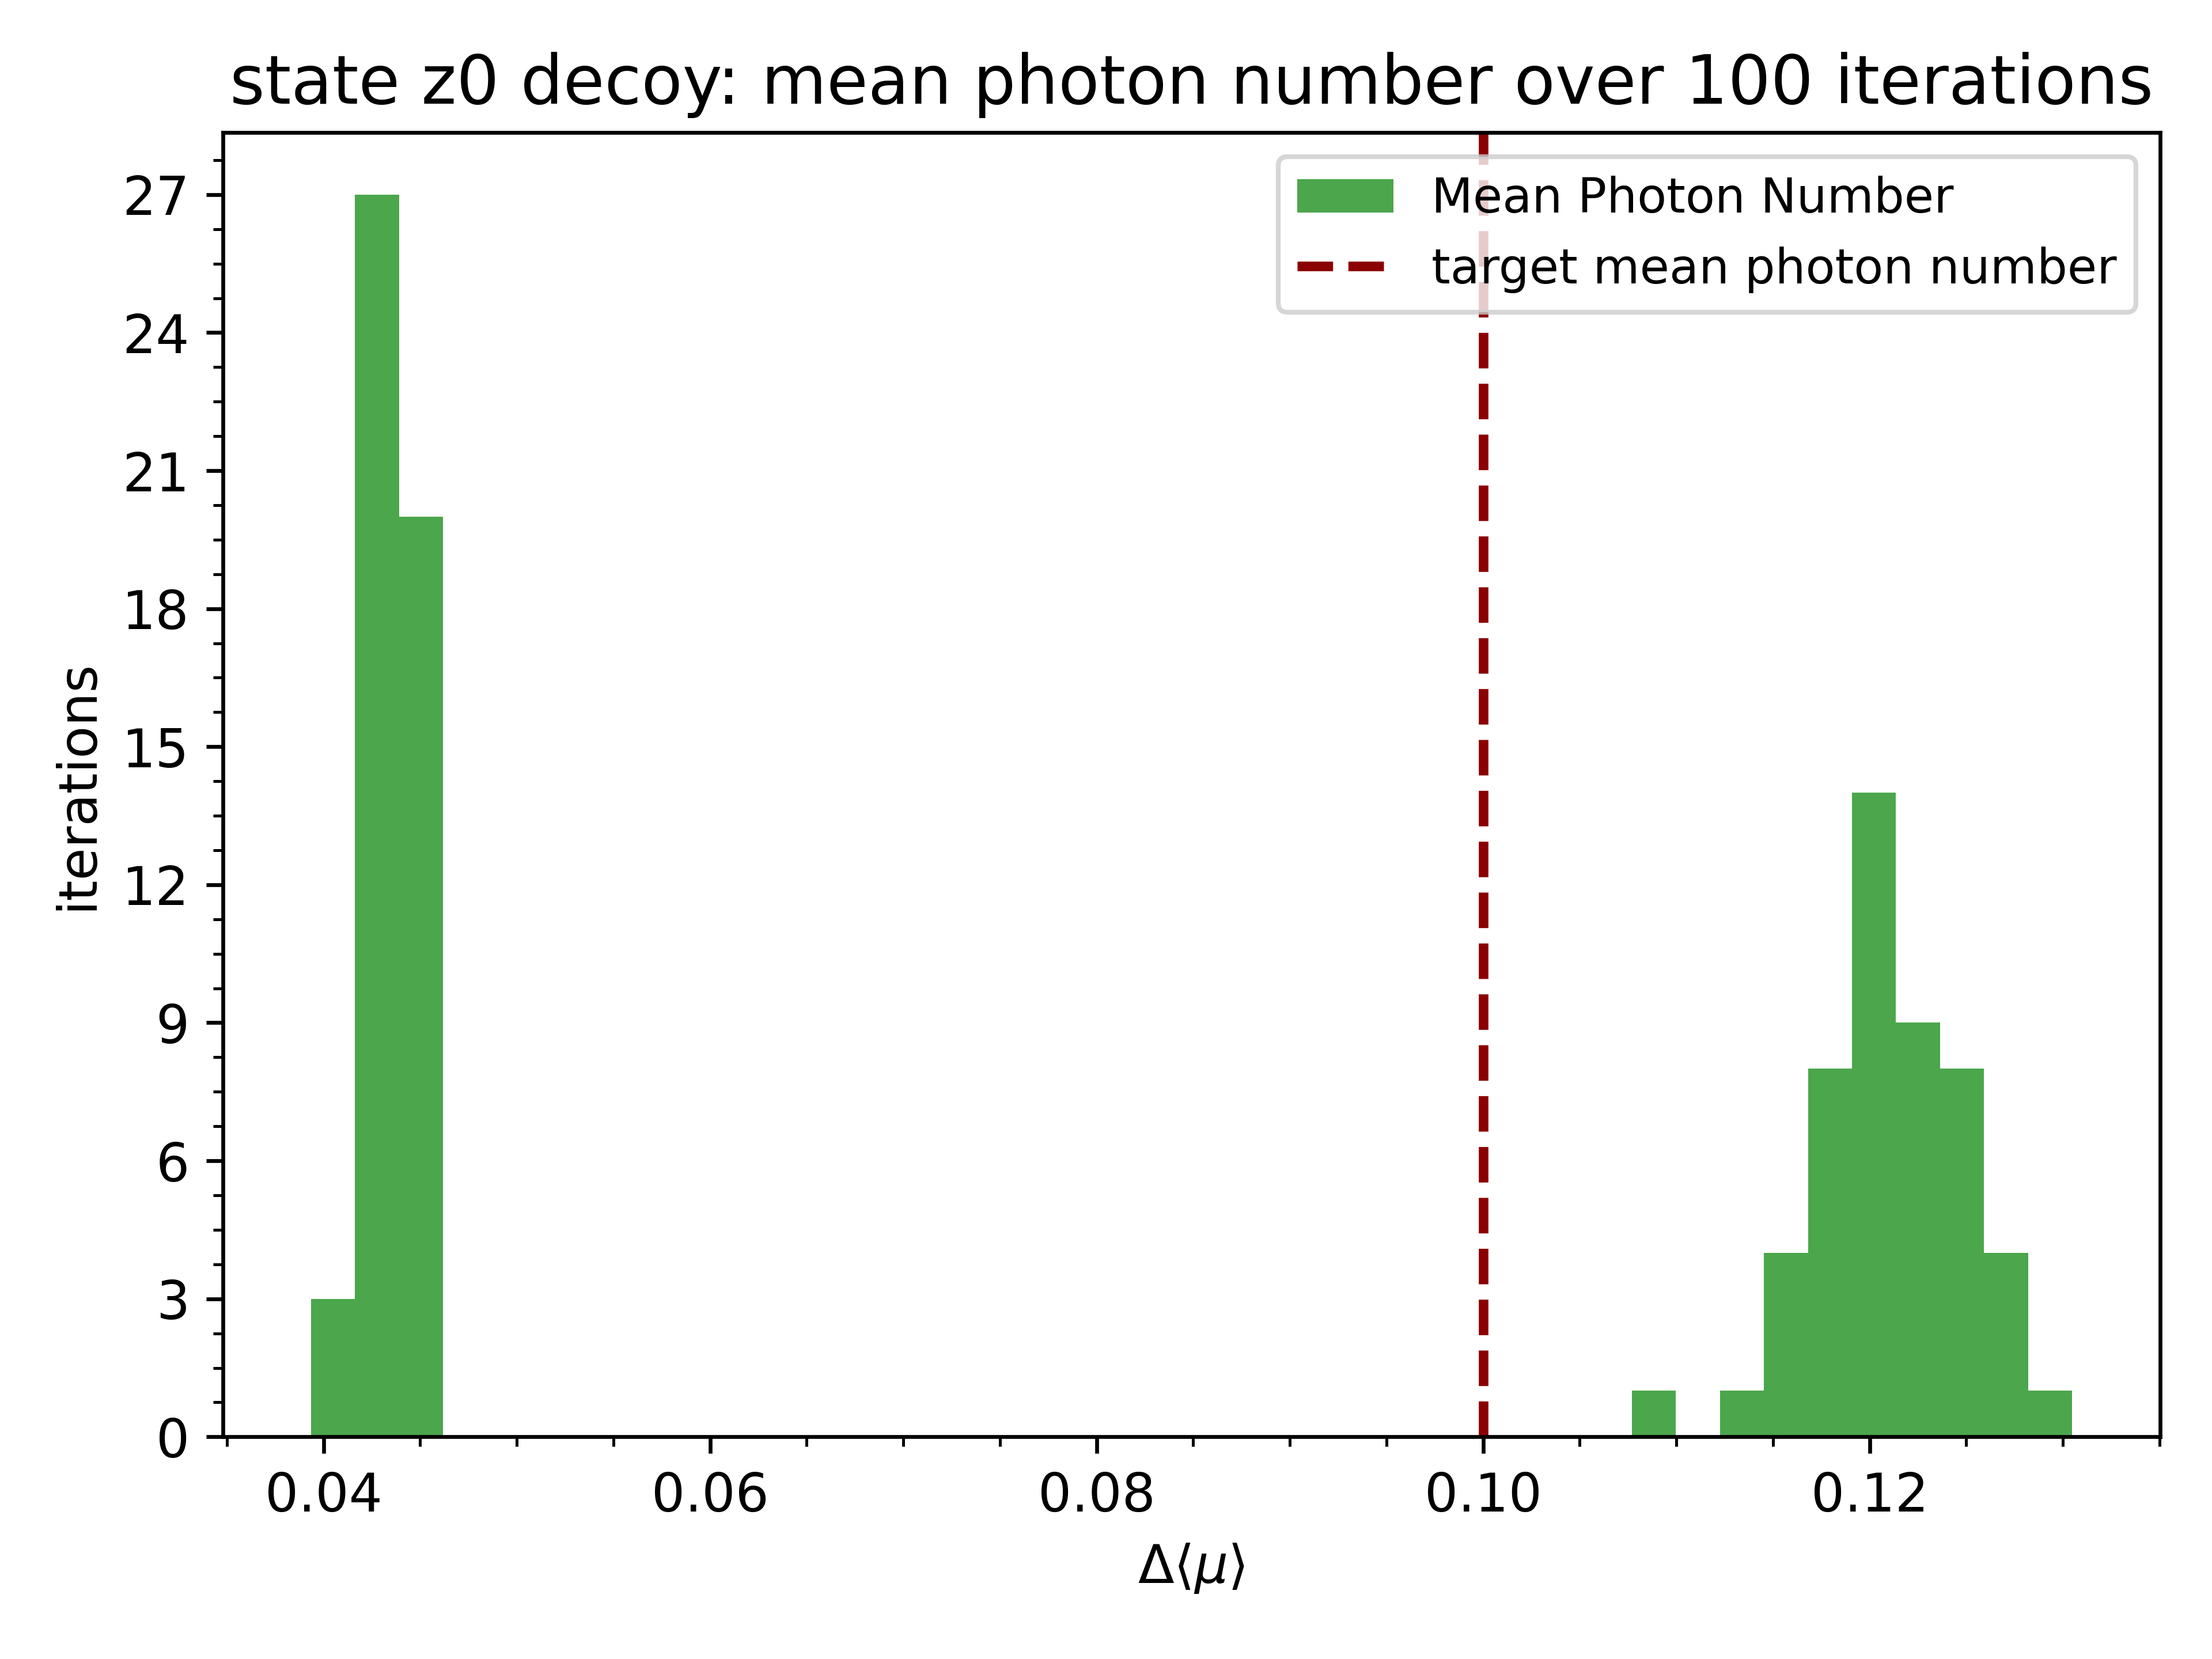 state z0 decoy: mean photon number over 100 iterations
Mean Photon Number
target mean photon number
27
24
21
18
15
12
9
6
3
0
iterations
0.04 0.06 0.08 0.10 0.12
Δ⟨μ⟩